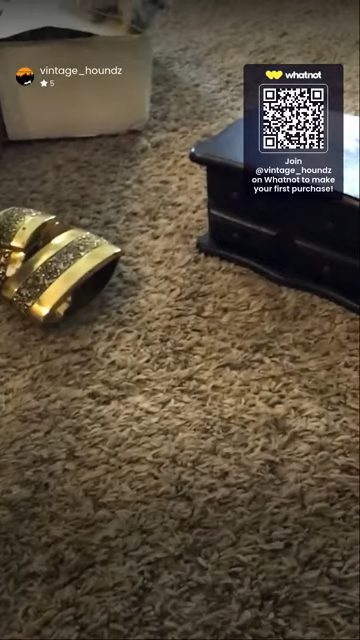 vintage_houndz
★ 5
whatnot
Join
@vintage_houndz
on Whatnot to make
your first purchase!